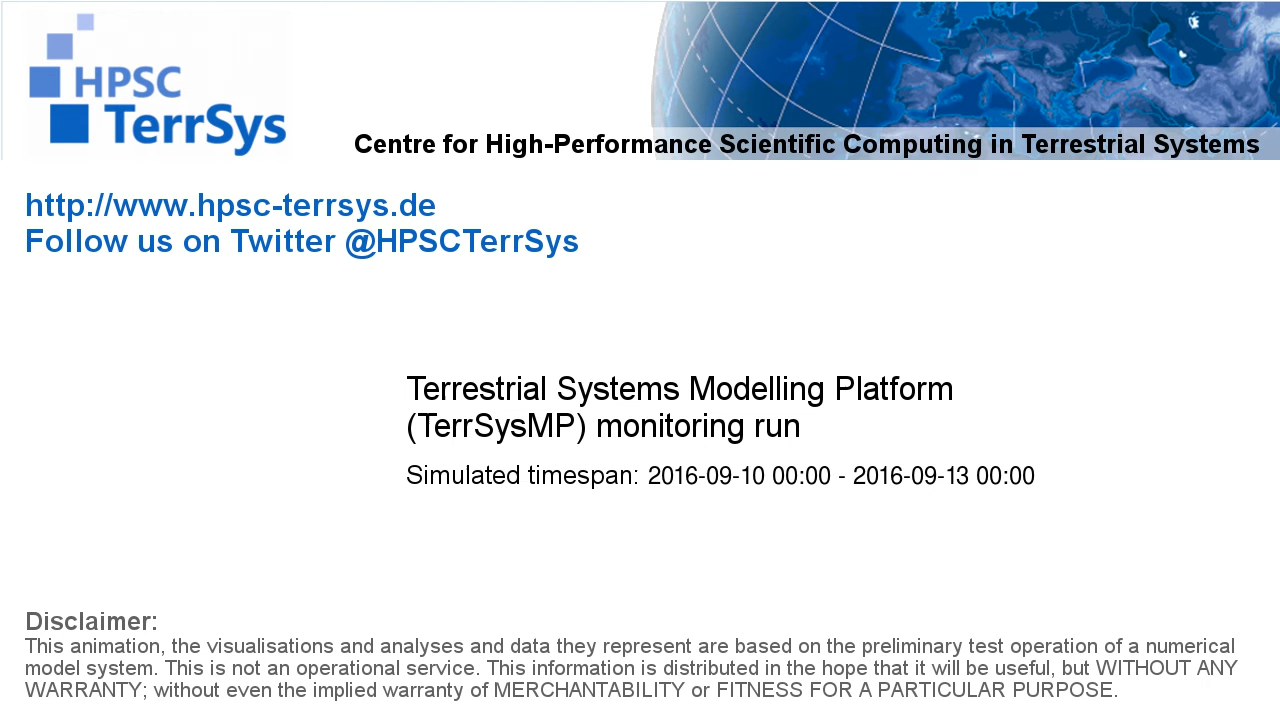 HPSC
TerrSys
Centre for High-Performance Scientific Computing in Terrestrial Systems
http://www.hpsc-terrsys.de
Follow us on Twitter @HPSCTerrSys
Terrestrial Systems Modelling Platform
(TerrSysMP) monitoring run
Simulated timespan: 2016-09-10 00:00 - 2016-09-13 00:00
Disclaimer:
This animation, the visualisations and analyses and data they represent are based on the preliminary test operation of a numerical
model system. This is not an operational service. This information is distributed in the hope that it will be useful, but WITHOUT ANY
WARRANTY; without even the implied warranty of MERCHANTABILITY or FITNESS FOR A PARTICULAR PURPOSE.